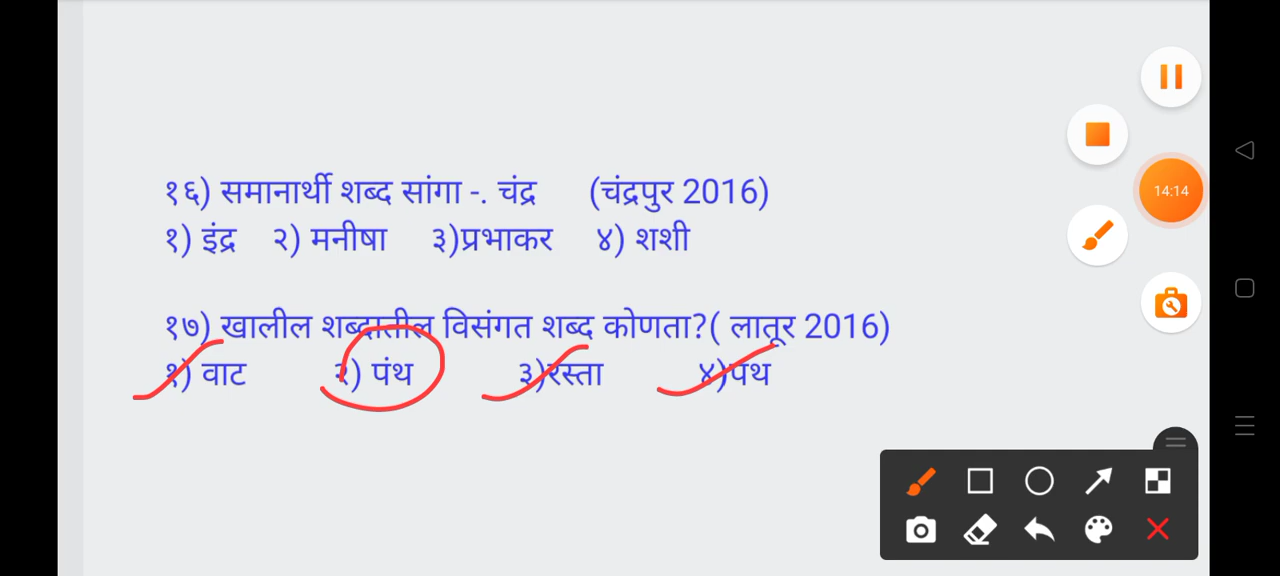 १६) समानार्थी शब्द सांगा -. चंद्र (चंद्रपुर 2016)
१) इंद्र २) मनीषा ३)प्रभाकर ४) शशी
१७) खालील शब्दातील विसंगत शब्द कोणता?( लातूर 2016)
१) वाट २) पंथ ३)रस्ता ४)पथ
14:14